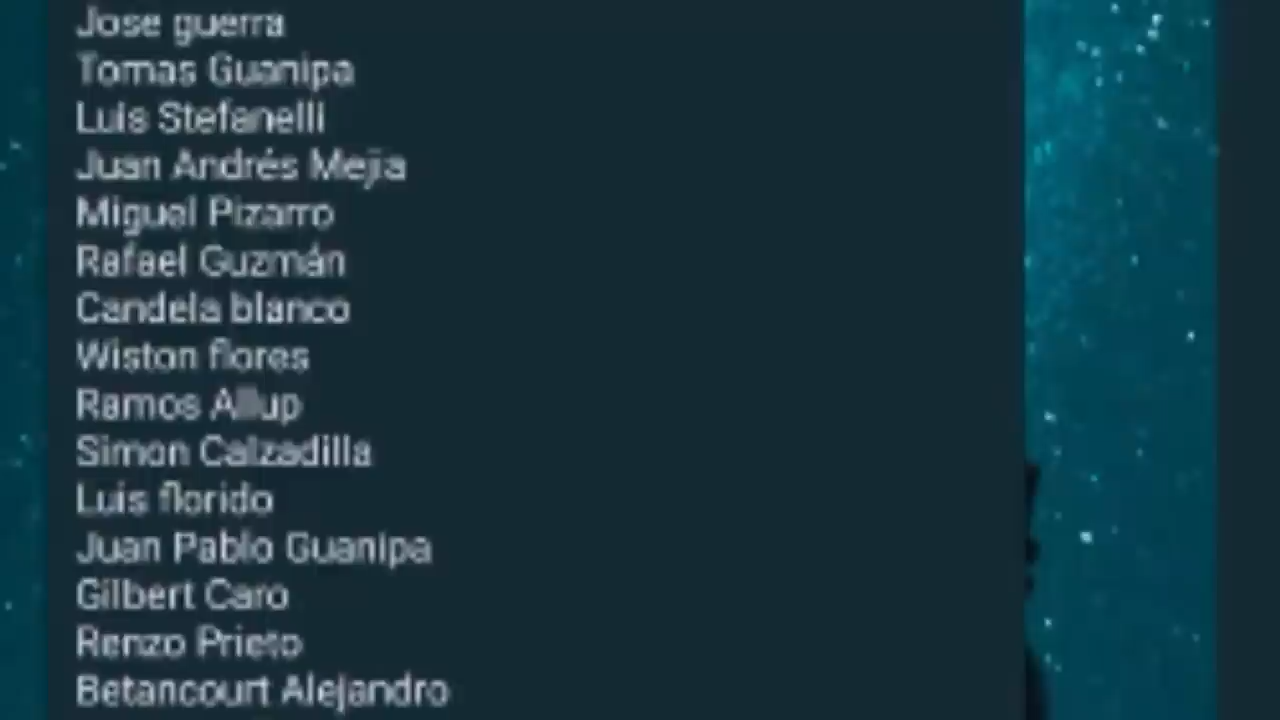 Jose guerra
Tomas Guanipa
Luis Stefanelli
Juan Andrés Mejia
Miguel Pizarro
Rafael Guzmán
Candela blanco
Wiston flores
Ramos Allup
Simon Calzadilla
Luis florido
Juan Pablo Guanipa
Gilbert Caro
Renzo Prieto
Betancourt Alejandro